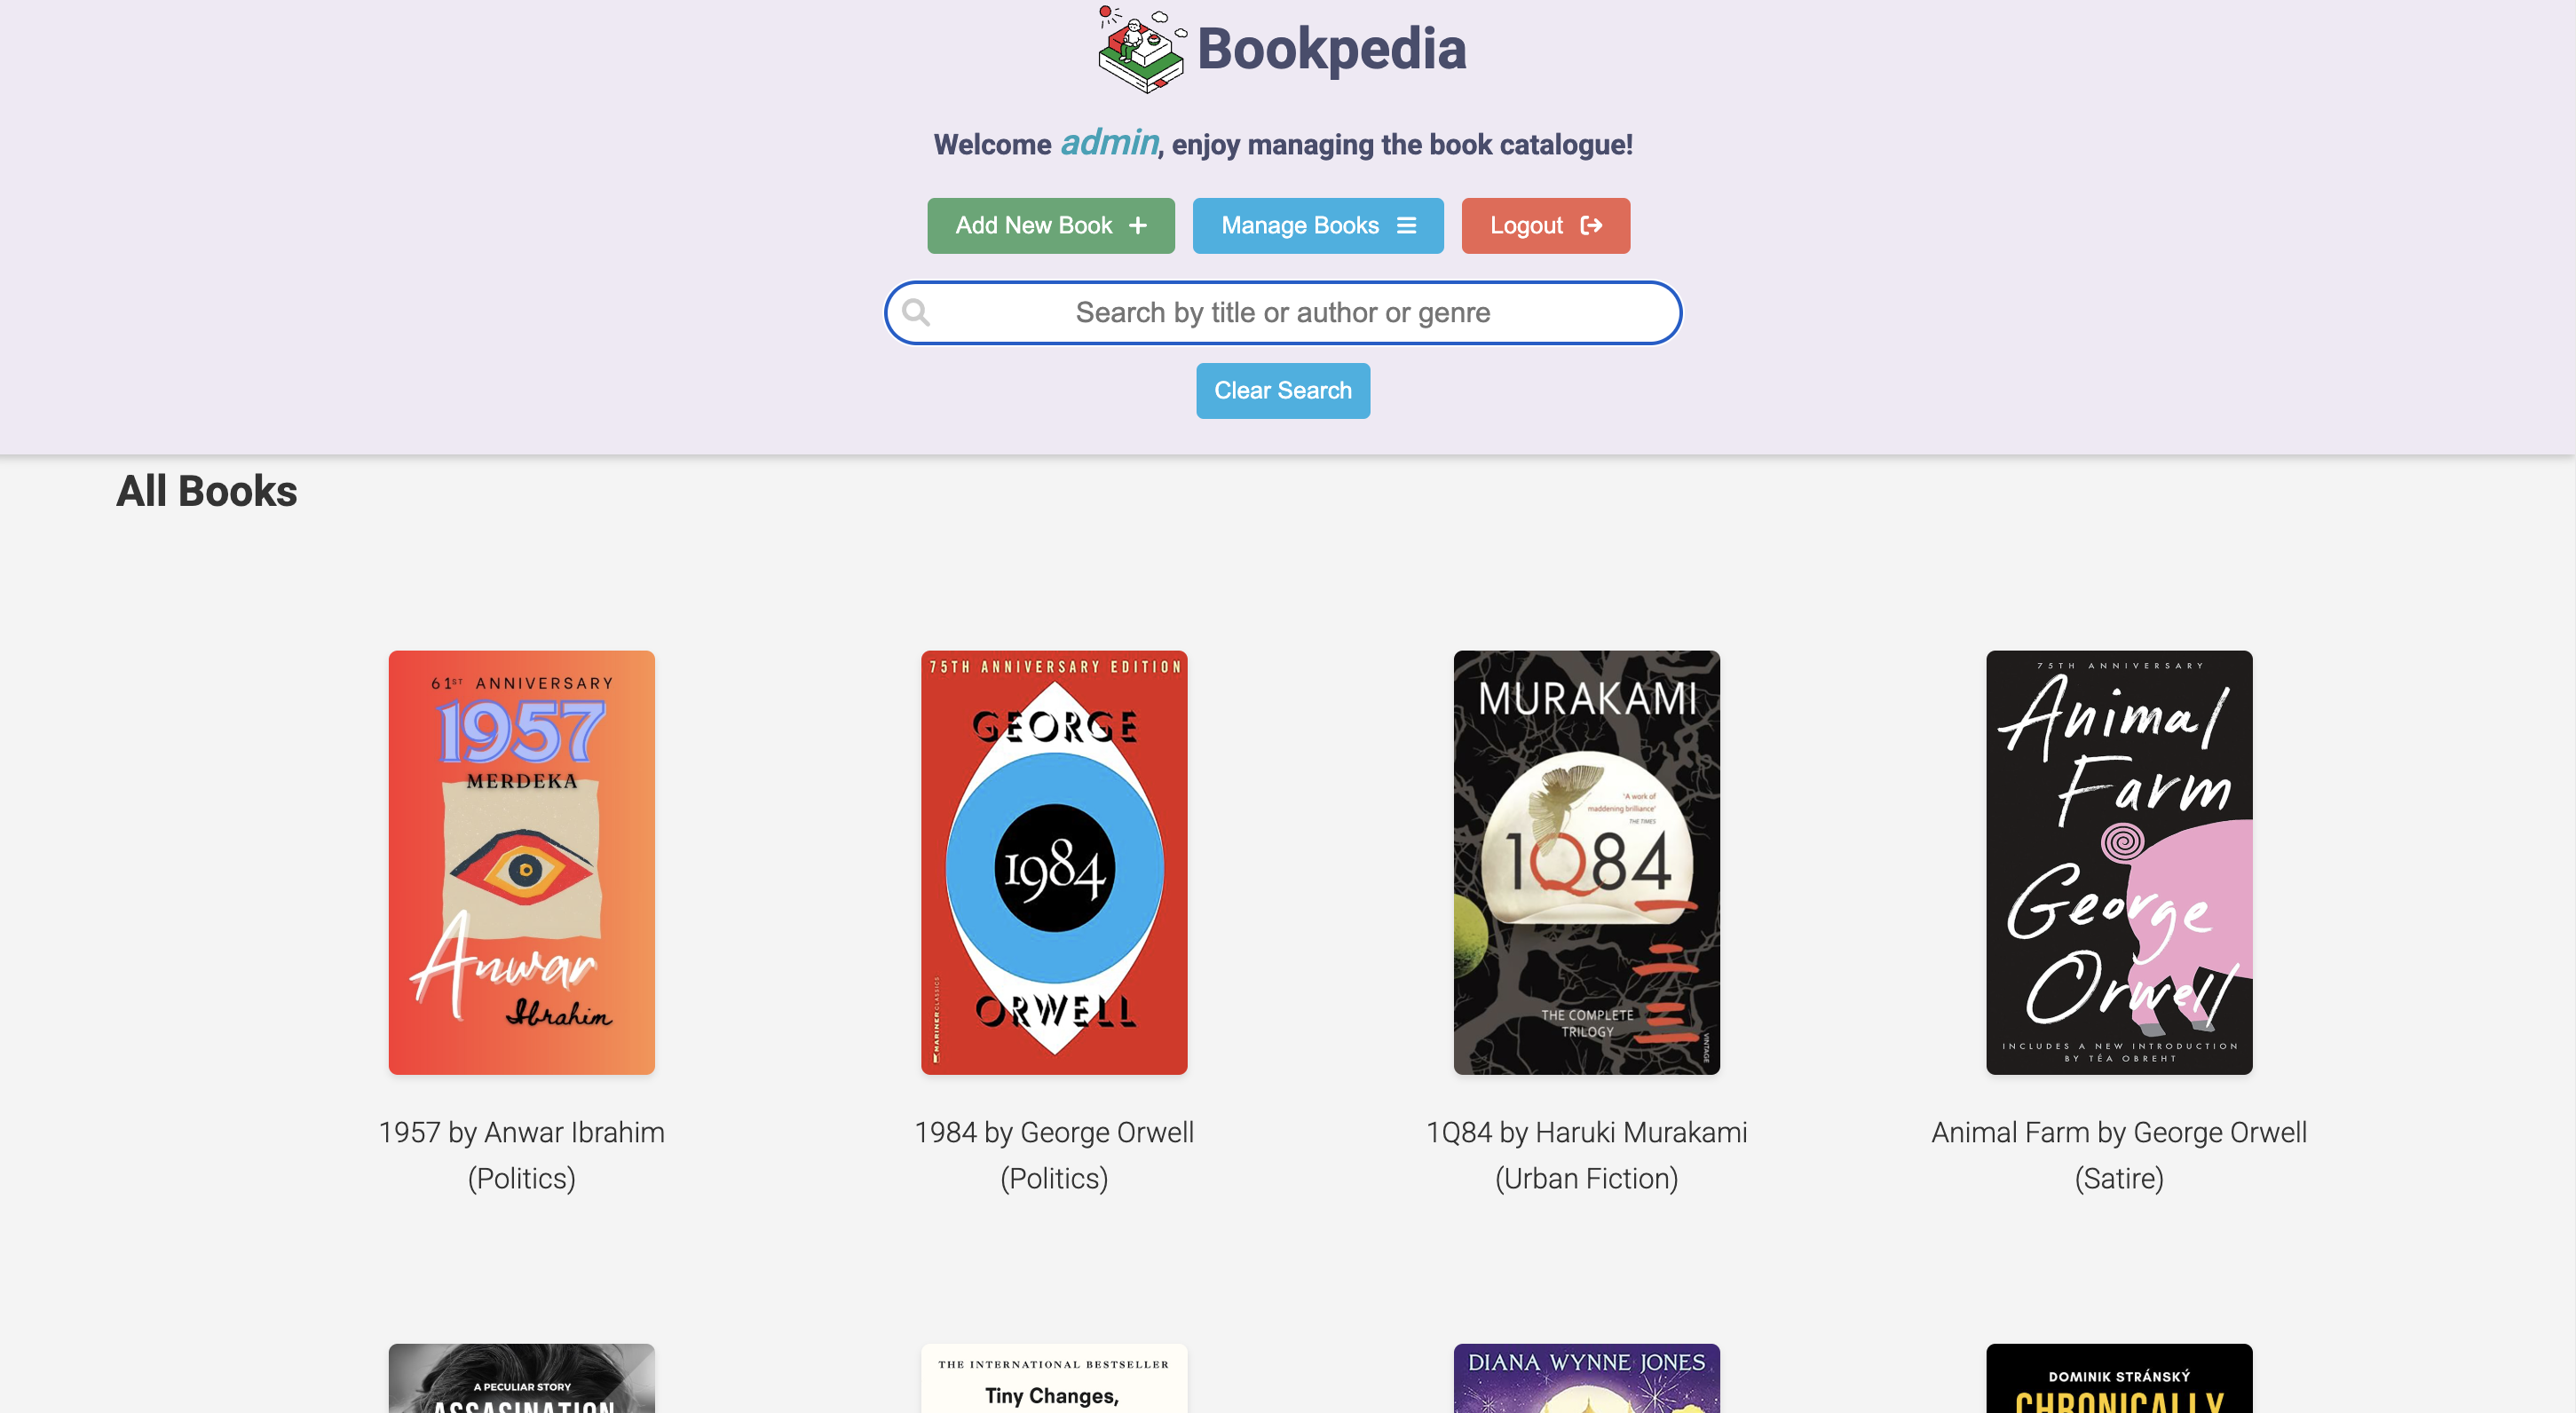 Bookpedia
Welcome admin, enjoy managing the book catalogue!
Add New Book
Manage Books
Logout
Search by title or author or genre
Clear Search
All Books
61ST ANNIVERSARY
1957
MERDEKA
Anwar
Ibrahim
1957 by Anwar Ibrahim
(Politics)
75TH ANNIVERSARY EDITION
GEORGE
1984
ORWELL
MARINER CLASSICS
1984 by George Orwell
(Politics)
MURAKAMI
'A work of
maddening brilliance'
THE TIMES
1Q84
THE COMPLETE
TRILOGY
VINTAGE
1Q84 by Haruki Murakami
(Urban Fiction)
75TH ANNIVERSARY
Animal
Farm
George
Orwell
INCLUDES A NEW INTRODUCTION
BY TÉA OBREHT
Animal Farm by George Orwell
(Satire)
A PECULIAR STORY
ASSASINATION
THE INTERNATIONAL BESTSELLER
Tiny Changes,
DIANA WYNNE JONES
DOMINIK STRÁNSKÝ
CHRONICALLY